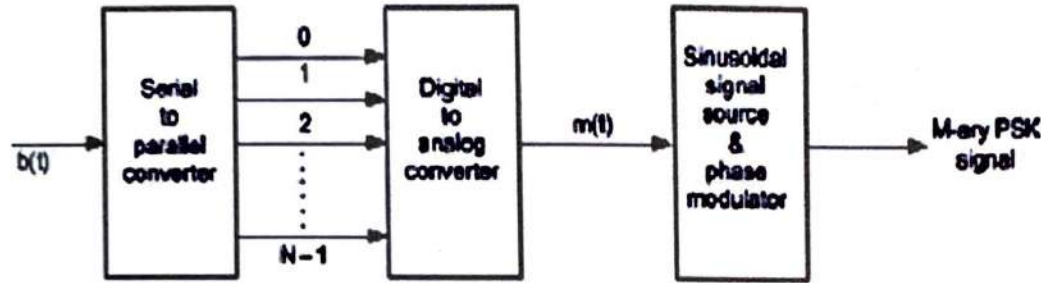 b(t)
Serial
to
parallel
converter
0
1
2
N-1
Digital
to
analog
converter
m(t)
Sinusoidal
signal
source
&
phase
modulator
M-ary PSK
signal